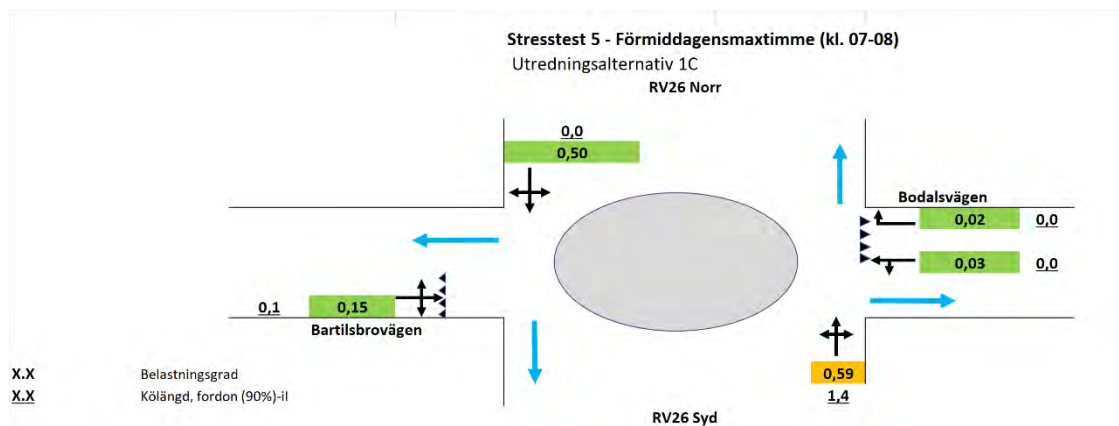 Stresstest 5 - Förmiddagensmaxtimme (kl. 07-08)
Utredningsalternativ 1C
RV26 Norr
0,0
0,50
Bodalsvägen
0,02 0,0
0,03 0,0
0,1 0,15
Bartilsbrovägen
0,59
1,4
X.X Belastningsgrad
X.X Kölängd, fordon (90%)-il
RV26 Syd